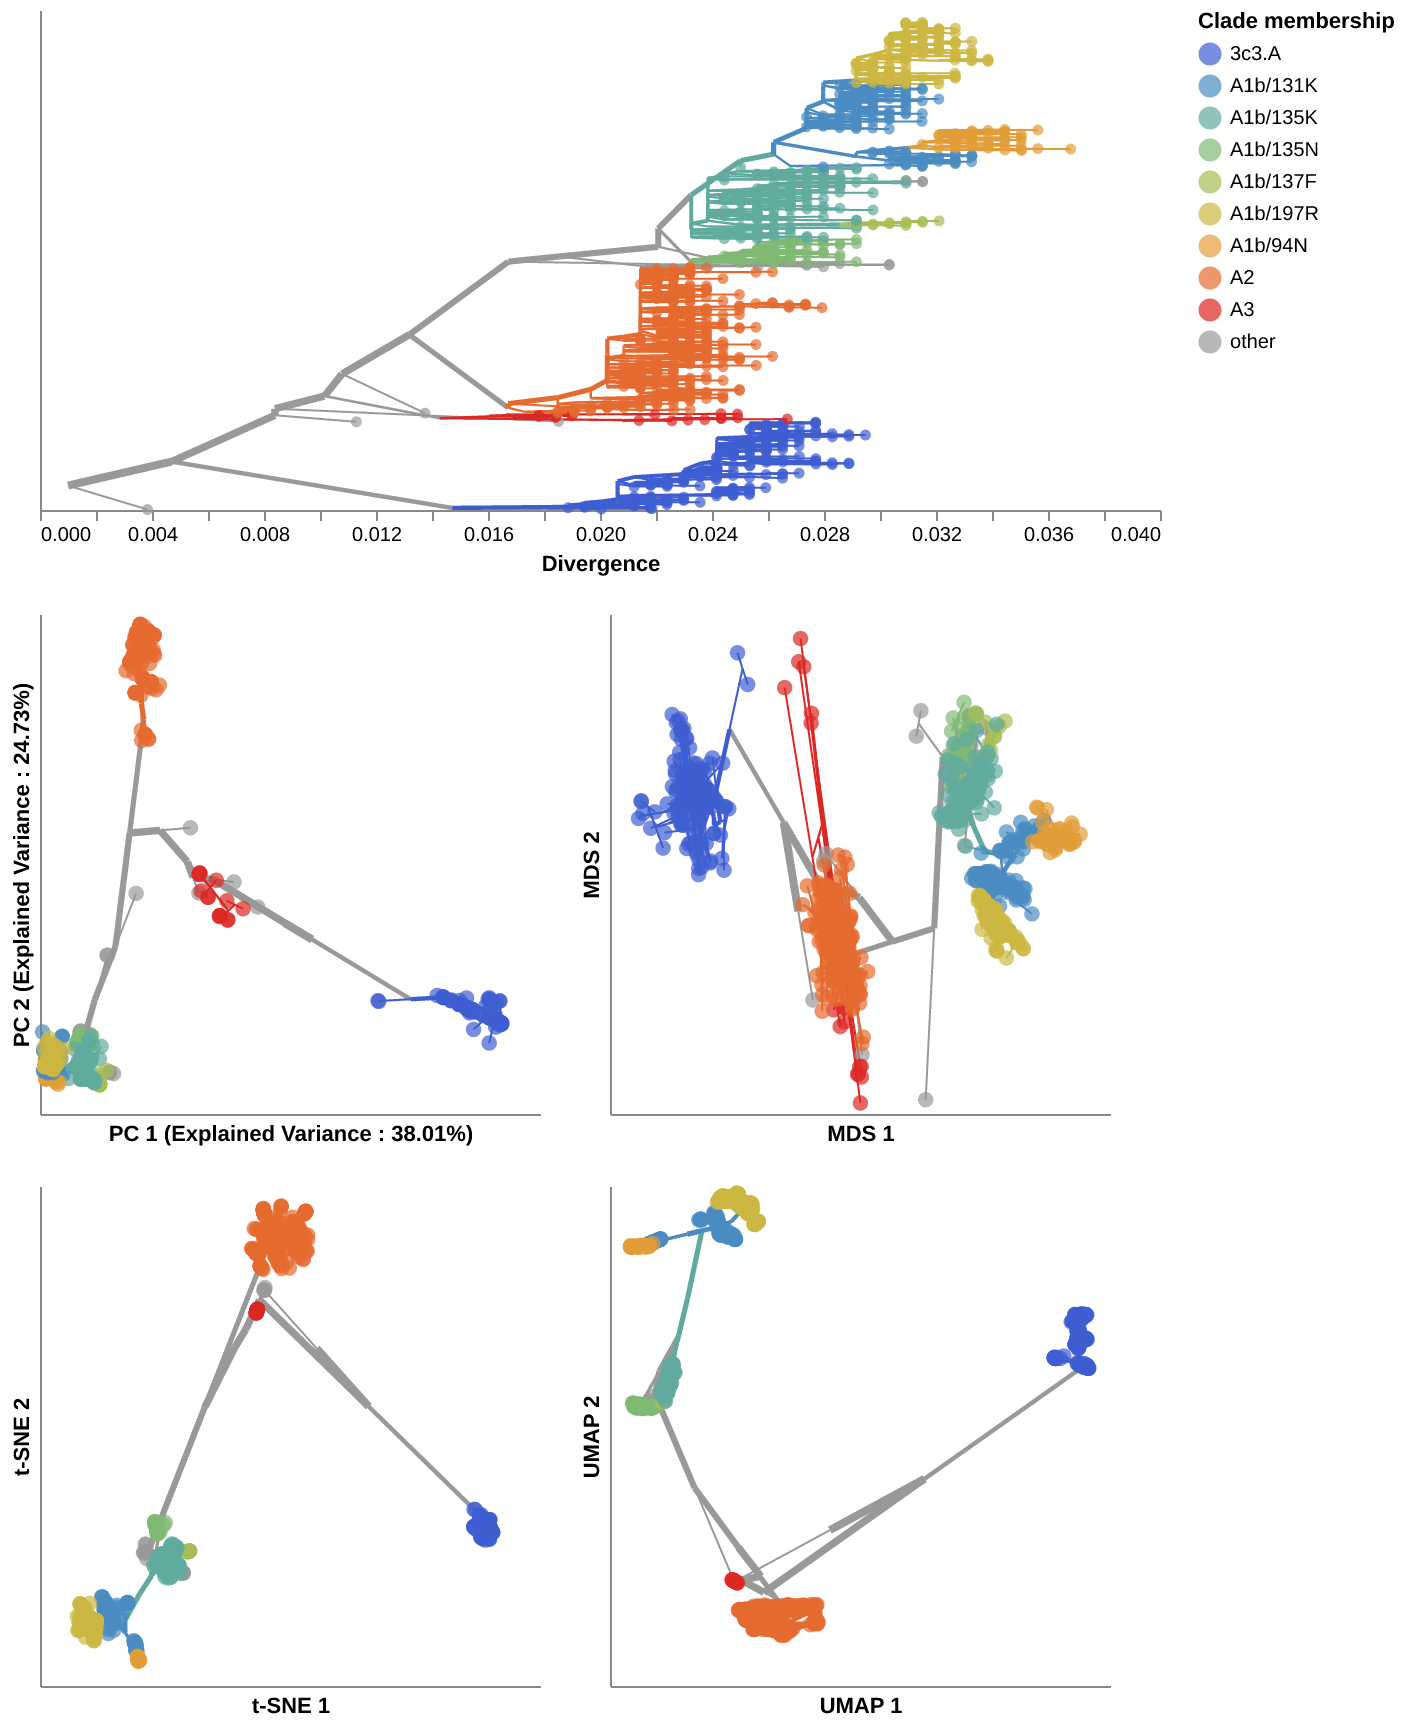 Clade membership
3c3.A
A1b/131K
A1b/135K
A1b/135N
A1b/137F
A1b/197R
A1b/94N
A2
A3
other
0.000 0.004 0.008 0.012 0.016 0.020 0.024 0.028 0.032 0.036 0.040
Divergence
PC 2 (Explained Variance : 24.73%)
PC 1 (Explained Variance : 38.01%)
MDS 2
MDS 1
t-SNE 2
t-SNE 1
UMAP 2
UMAP 1